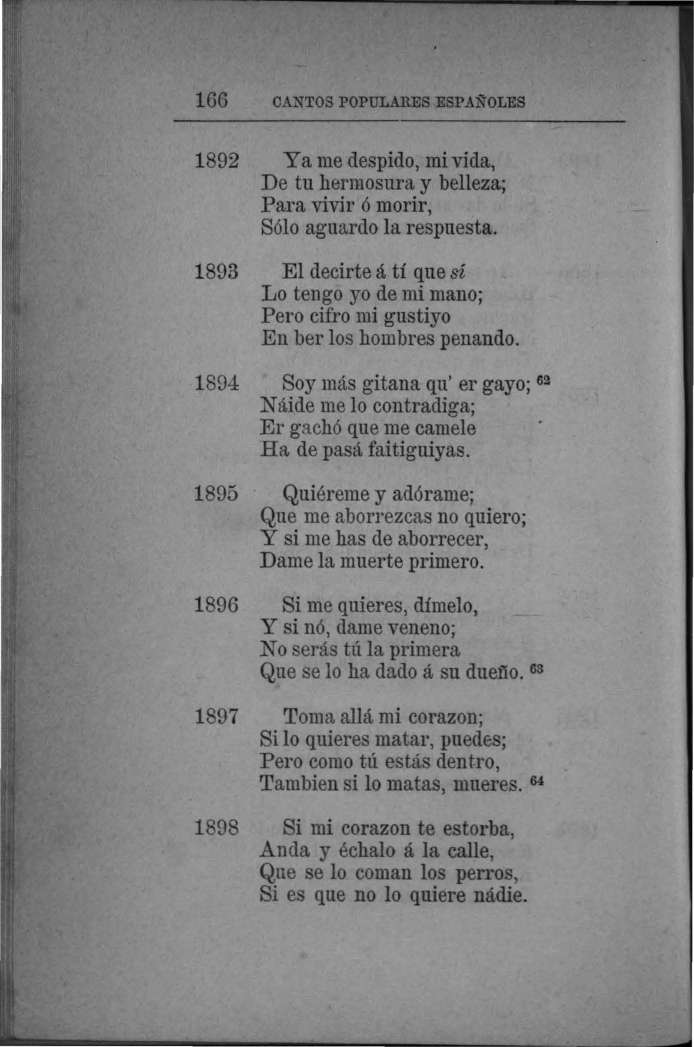 166 CANTOS POPULARES ESPAÑOLES
1892 Ya me despido, mi vida,
De tu hermosura y belleza;
Para vivir ó morir,
Sólo aguardo la respuesta.
1893 El decirte á tí que sí
Lo tengo yo de mi mano;
Pero cifro mi gustiyo
En ber los hombres penando.
1894 Soy más gitana qu' er gayo; 62
Náide me lo contradiga;
Er gachó que me camele
Ha de pasá faitiguiyas.
1895 Quiéreme y adórame;
Que me aborrezcas no quiero;
Y si me has de aborrecer,
Dame la muerte primero.
1896 Si me quieres, dímelo,
Y si nó, dame veneno;
No serás tú la primera
Que se lo ha dado á su dueño. 63
1897 Toma allá mi corazon;
Si lo quieres matar, puedes;
Pero como tú estás dentro,
Tambien si lo matas, mueres. 64
1898 Si mi corazon te estorba,
Anda y échalo á la calle,
Que se lo coman los perros,
Si es que no lo quiere nádie.